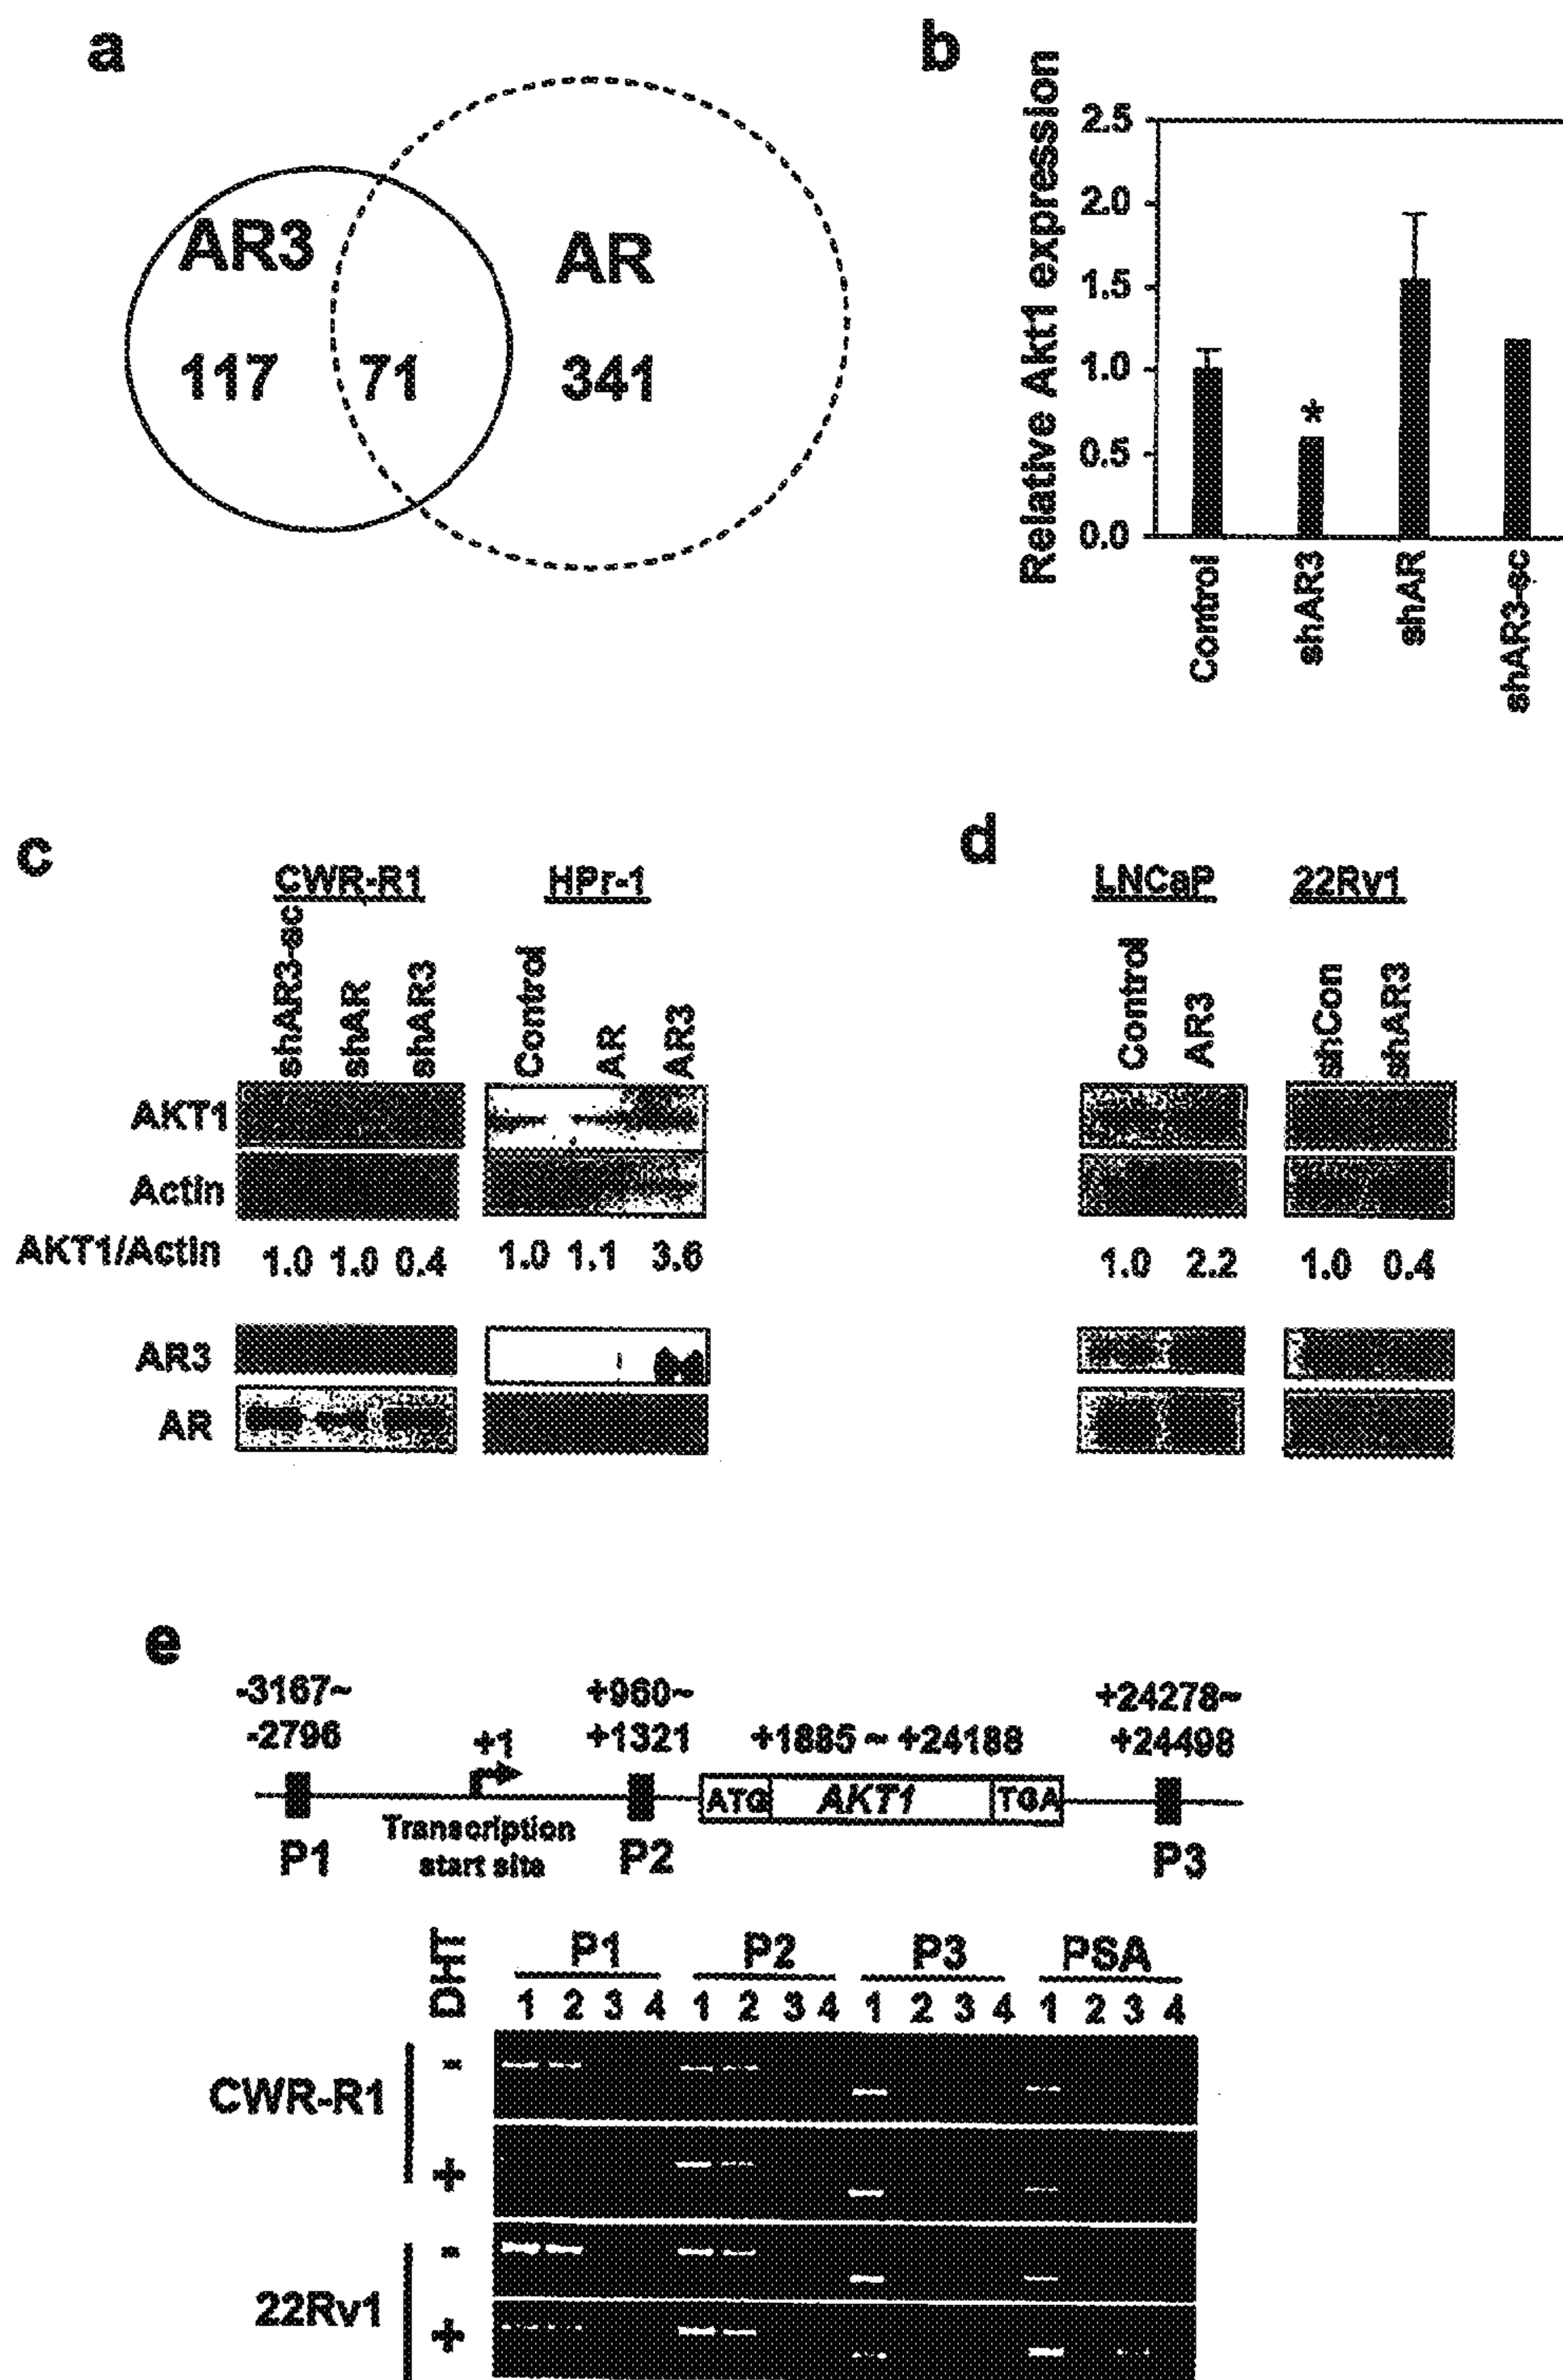 a
AR3
AR
117
71
341
b
Relative Akt1 expression
2.5
2.0
1.5
1.0
0.5
0.0
*
Control
shAR3
shAR
shAR3-sc
c
CWR-R1
HPr-1
shAR3-sc
shAR
shAR3
Control
AR
AR3
AKT1
Actin
AKT1/Actin
1.0 1.0 0.4
1.0 1.1 3.6
AR3
AR
d
LNCaP
22Rv1
Control
AR3
shCon
shAR3
1.0 2.2
1.0 0.4
e
-3167~
-2796
+1
+960~
+1321
+1885 ~ +24188
+24278~
+24498
ATG
AKT1
TGA
Transcription
start site
P1
P2
P3
DHT
P1
P2
P3
PSA
1 2 3 4
1 2 3 4
1 2 3 4
1 2 3 4
CWR-R1
-
+
22Rv1
-
+